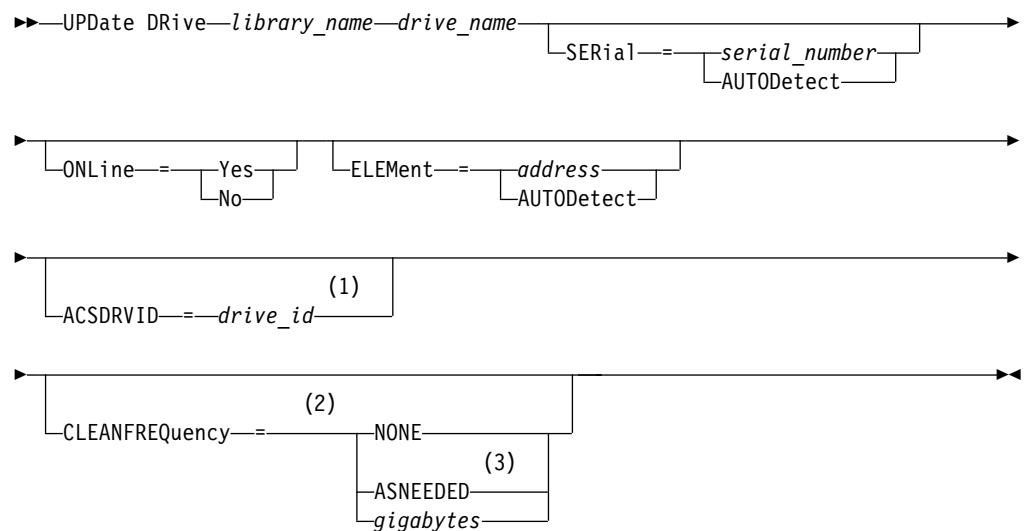 UPDate DRive library_name drive_name
SERial = serial_number
AUTODetect
ONLine = Yes
No
ELEMent = address
AUTODetect
(1)
ACSDRVID = drive_id
(2)
CLEANFREQuency = NONE
(3)
ASNEEDED
gigabytes